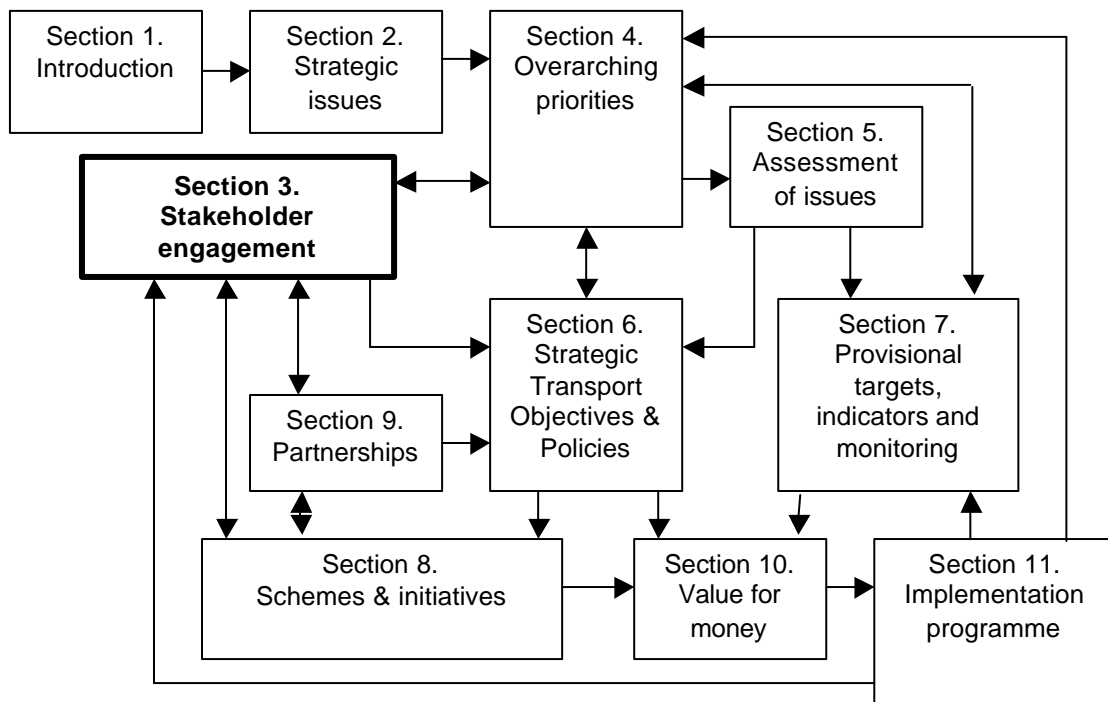 Section 1.
Introduction
Section 2.
Strategic
issues
Section 4.
Overarching
priorities
Section 5.
Assessment
of issues
Section 3.
Stakeholder
engagement
Section 6.
Strategic
Transport
Objectives &
Policies
Section 7.
Provisional
targets,
indicators and
monitoring
Section 9.
Partnerships
Section 8.
Schemes & initiatives
Section 10.
Value for
money
Section 11.
Implementation
programme